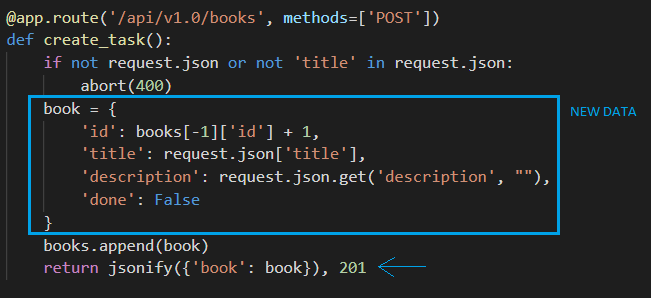 @app.route('/api/v1.0/books', methods=['POST'])
def create_task():
    if not request.json or not 'title' in request.json:
        abort(400)
    book = {
        'id': books[-1]['id'] + 1,
        'title': request.json['title'],
        'description': request.json.get('description', ""),
        'done': False
    }
    books.append(book)
    return jsonify({'book': book}), 201
NEW DATA